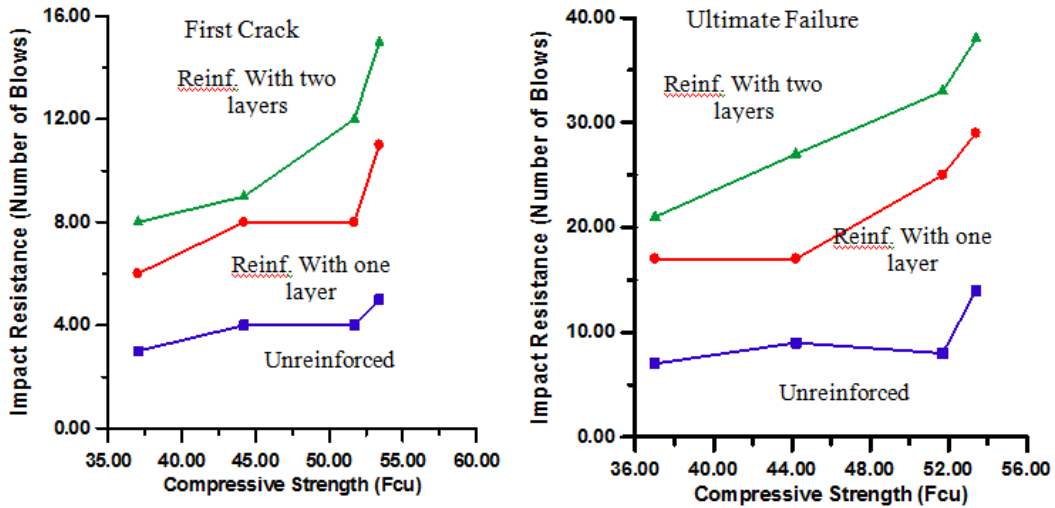 16.00
12.00
8.00
4.00
0.00
Impact Resistance (Number of Blows)
First Crack
Reinf. With two
layers
Reinf. With one
layer
Unreinforced
35.00 40.00 45.00 50.00 55.00 60.00
Compressive Strength (Fcu)
40.00
30.00
20.00
10.00
0.00
Impact Resistance (Number of Blows)
Ultimate Failure
Reinf. With two
layers
Reinf. With one
layer
Unreinforced
36.00 40.00 44.00 48.00 52.00 56.00
Compressive Strength (Fcu)